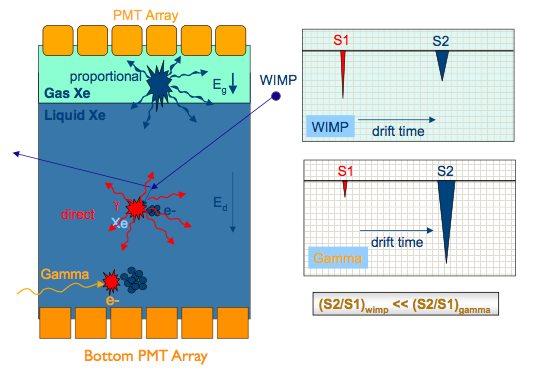 PMT Array
proportional
Eg
Gas Xe
Liquid Xe
WIMP
γ
direct
Xe
e-
Ed
Gamma
e-
Bottom PMT Array
S1 S2
WIMP drift time
S1 S2
drift time
Gamma
(S2/S1)wimp << (S2/S1)gamma